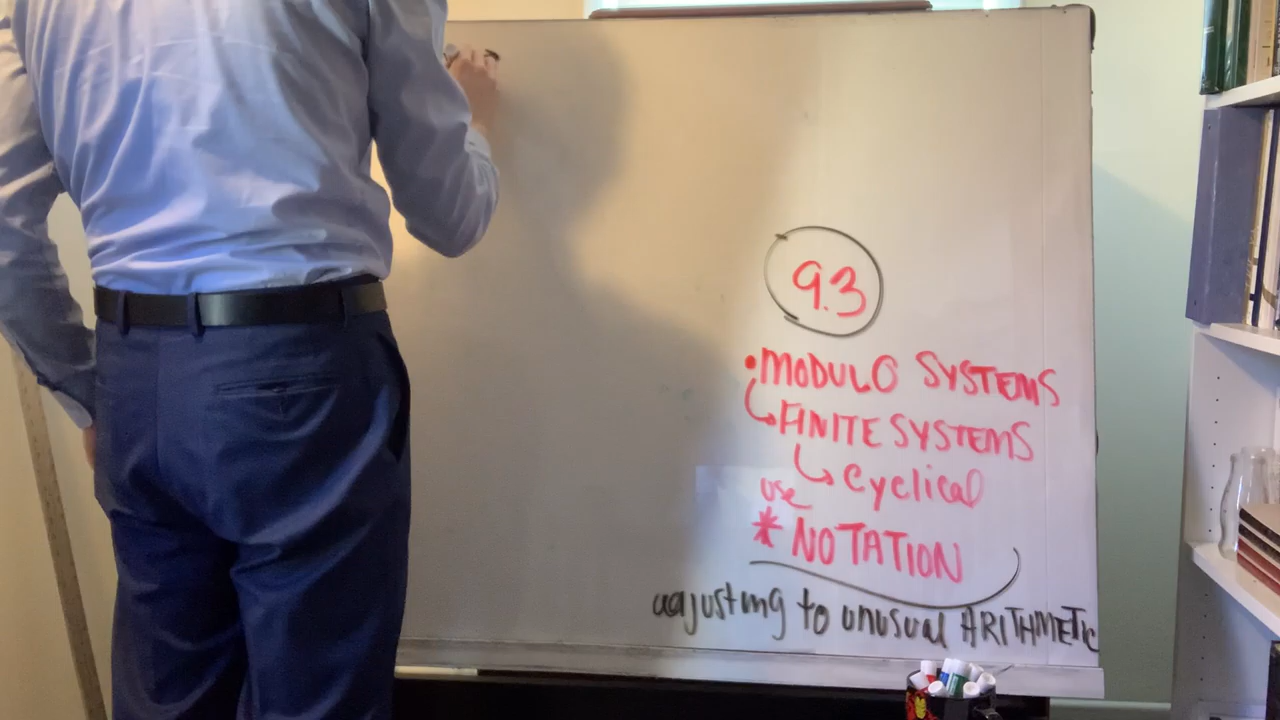 9.3
• MODULO SYSTEMS
FINITE SYSTEMS
cyclical
use
* NOTATION
adjusting to unusual ARITHMETIC